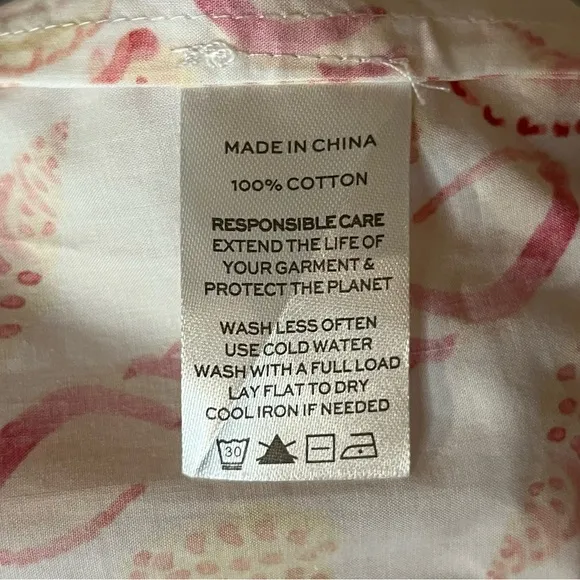 MADE IN CHINA
100% COTTON
RESPONSIBLE CARE
EXTEND THE LIFE OF
YOUR GARMENT &
PROTECT THE PLANET
WASH LESS OFTEN
USE COLD WATER
WASH WITH A FULL LOAD
LAY FLAT TO DRY
COOL IRON IF NEEDED
30